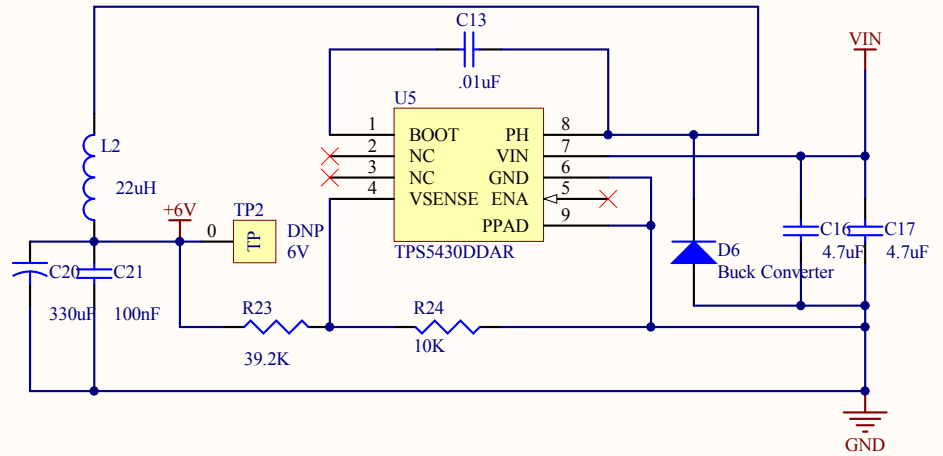 C13
.01uF
VIN
U5
1 BOOT PH 8
2 NC VIN 7
3 NC GND 6
4 VSENSE ENA 5
PPAD 9
TPS5430DDAR
L2
22uH
+6V
TP2
0 TP DNP
6V
C20 C21
330uF 100nF
R23
39.2K
R24
10K
D6
Buck Converter
C16 C17
4.7uF 4.7uF
GND